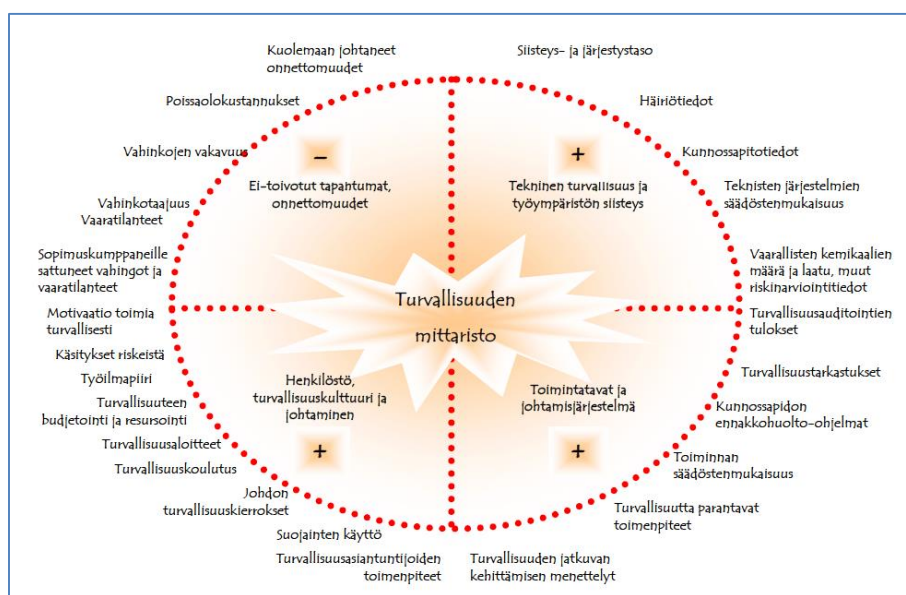 Kuolemaan johtaneet
onnettomuudet
Poissaolokustannukset
Vahinkojen vakavuus
Vahinkotaajuus
Vaaratilanteet
Sopimuskumppaneille
sattuneet vahingot ja
vaaratilanteet
–
Ei-toivotut tapantumat,
onnettomuudet
Siisteys- ja järjestystaso
Häiriötiedot
Kunnossapitotiedot
Teknisten järjestelmien
säädöstenmukaisuus
Vaarallisten kemikaalien
määrä ja laatu, muut
riskinarviointitiedot
+
Tekninen turvallisuus ja
työympäristön siisteys
Turvallisuuden
mittaristo
Motivaatio toimia
turvallisesti
Käsitykset riskeistä
Työilmapiiri
Turvallisuuteen
budjetointi ja resursointi
Turvallisuusaloitteet
Turvallisuuskoulutus
Johdon
turvallisuuskierrokset
Suojainten käyttö
Turvallisuusasiantuntijoiden
toimenpiteet
Henkilöstö,
turvallisuuskulttuuri ja
johtaminen
+
Toimintatavat ja
johtamisjärjestelmä
+
Turvallisuusauditointien
tulokset
Turvallisuustarkastukset
Kunnossapidon
ennakkohuolto-ohjelmat
Toiminnan
säädöstenmukaisuus
Turvallisuutta parantavat
toimenpiteet
Turvallisuuden jatkuvan
kehittämisen menettelyt